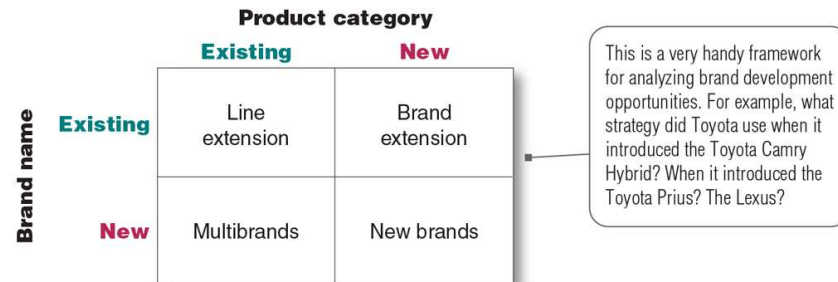 Product category
Existing New
Brand name
Existing
Line
extension
Brand
extension
New
Multibrands
New brands
This is a very handy framework
for analyzing brand development
opportunities. For example, what
strategy did Toyota use when it
introduced the Toyota Camry
Hybrid? When it introduced the
Toyota Prius? The Lexus?